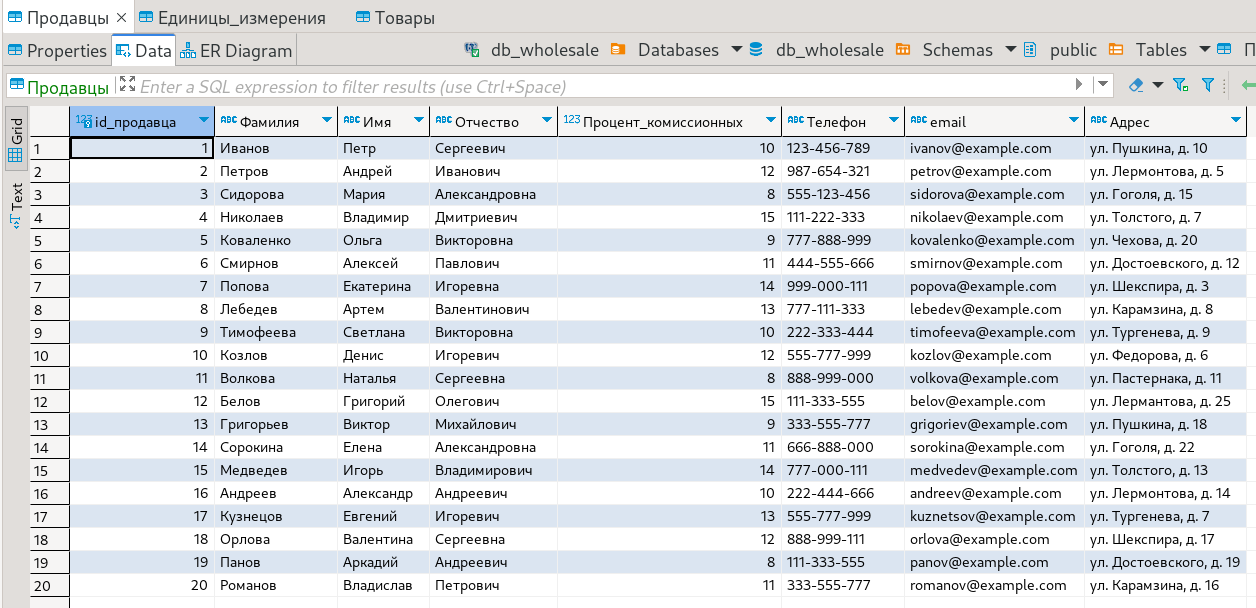 Продавцы Единицы_измерения Товары
Properties Data ER Diagram db_wholesale Databases db_wholesale Schemas public Tables П
Продавцы Enter a SQL expression to filter results (use Ctrl+Space)
Grid
Text
123 id_продавца ABC Фамилия ABC Имя ABC Отчество 123 Процент_комиссионных ABC Телефон ABC email ABC Адрес
1 1 Иванов Петр Сергеевич 10 123-456-789 ivanov@example.com ул. Пушкина, д. 10
2 2 Петров Андрей Иванович 12 987-654-321 petrov@example.com ул. Лермонтова, д. 5
3 3 Сидорова Мария Александровна 8 555-123-456 sidorova@example.com ул. Гоголя, д. 15
4 4 Николаев Владимир Дмитриевич 15 111-222-333 nikolaev@example.com ул. Толстого, д. 7
5 5 Коваленко Ольга Викторовна 9 777-888-999 kovalenko@example.com ул. Чехова, д. 20
6 6 Смирнов Алексей Павлович 11 444-555-666 smirnov@example.com ул. Достоевского, д. 12
7 7 Попова Екатерина Игоревна 14 999-000-111 popova@example.com ул. Шекспира, д. 3
8 8 Лебедев Артем Валентинович 13 777-111-333 lebedev@example.com ул. Карамзина, д. 8
9 9 Тимофеева Светлана Викторовна 10 222-333-444 timofeeva@example.com ул. Тургенева, д. 9
10 10 Козлов Денис Игоревич 12 555-777-999 kozlov@example.com ул. Федорова, д. 6
11 11 Волкова Наталья Сергеевна 8 888-999-000 volkova@example.com ул. Пастернака, д. 11
12 12 Белов Григорий Олегович 15 111-333-555 belov@example.com ул. Лермантова, д. 25
13 13 Григорьев Виктор Михайлович 9 333-555-777 grigoriev@example.com ул. Пушкина, д. 18
14 14 Сорокина Елена Александровна 11 666-888-000 sorokina@example.com ул. Гоголя, д. 22
15 15 Медведев Игорь Владимирович 14 777-000-111 medvedev@example.com ул. Толстого, д. 13
16 16 Андреев Александр Андреевич 10 222-444-666 andreev@example.com ул. Лермонтова, д. 14
17 17 Кузнецов Евгений Игоревич 13 555-777-999 kuznetsov@example.com ул. Тургенева, д. 7
18 18 Орлова Валентина Сергеевна 12 888-999-111 orlova@example.com ул. Шекспира, д. 17
19 19 Панов Аркадий Андреевич 8 111-333-555 panov@example.com ул. Достоевского, д. 19
20 20 Романов Владислав Петрович 11 333-555-777 romanov@example.com ул. Карамзина, д. 16